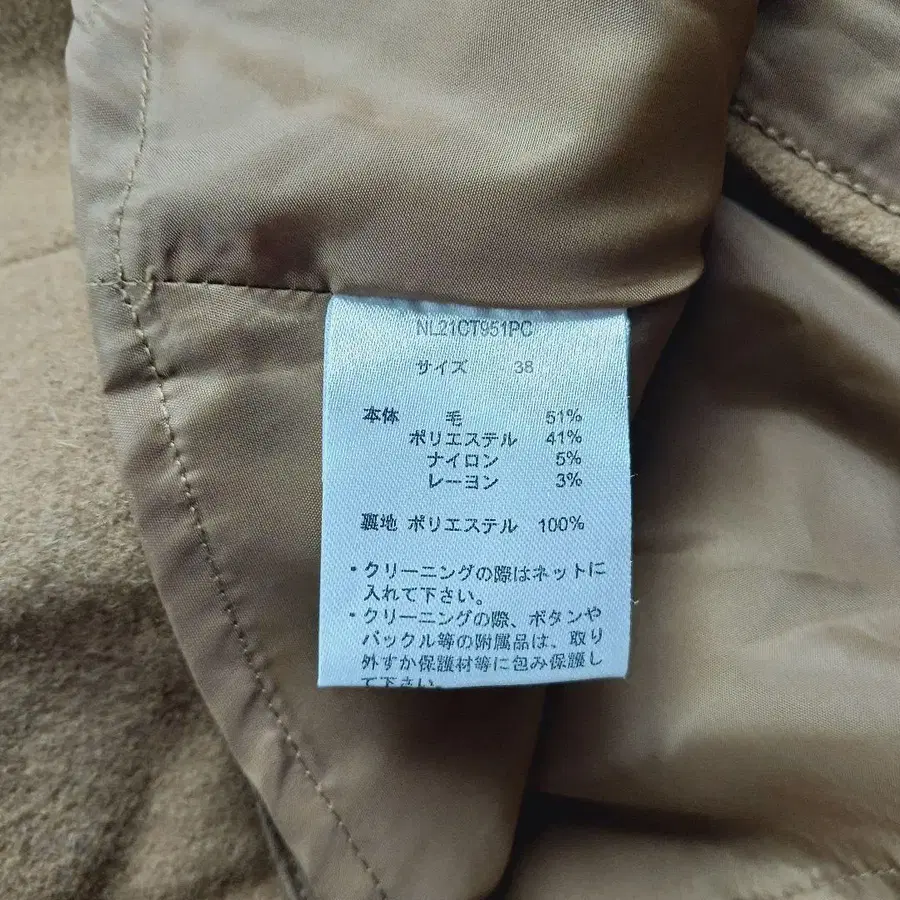 NL21CT951PC
サイズ 38
本体 毛 51%
ポリエステル 41%
ナイロン 5%
レーヨン 3%
裏地 ポリエステル 100%
・クリーニングの際はネットに
入れて下さい。
・クリーニングの際、ボタンや
バックル等の附属品は、取り
外すか保護材等に包み保護し
て下さい。